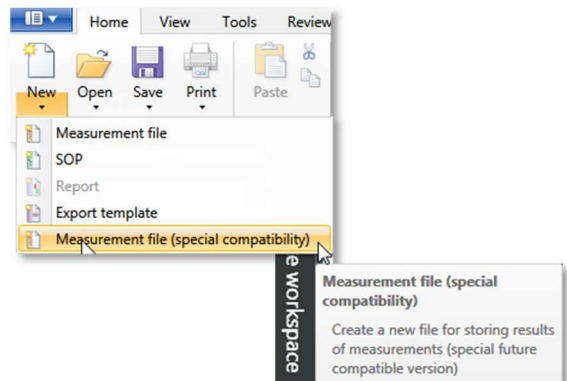 Home View Tools Review
New Open Save Print Paste
Measurement file
SOP
Report
Export template
Measurement file (special compatibility)
e workspace
Measurement file (special
compatibility)
Create a new file for storing results
of measurements (special future
compatible version)